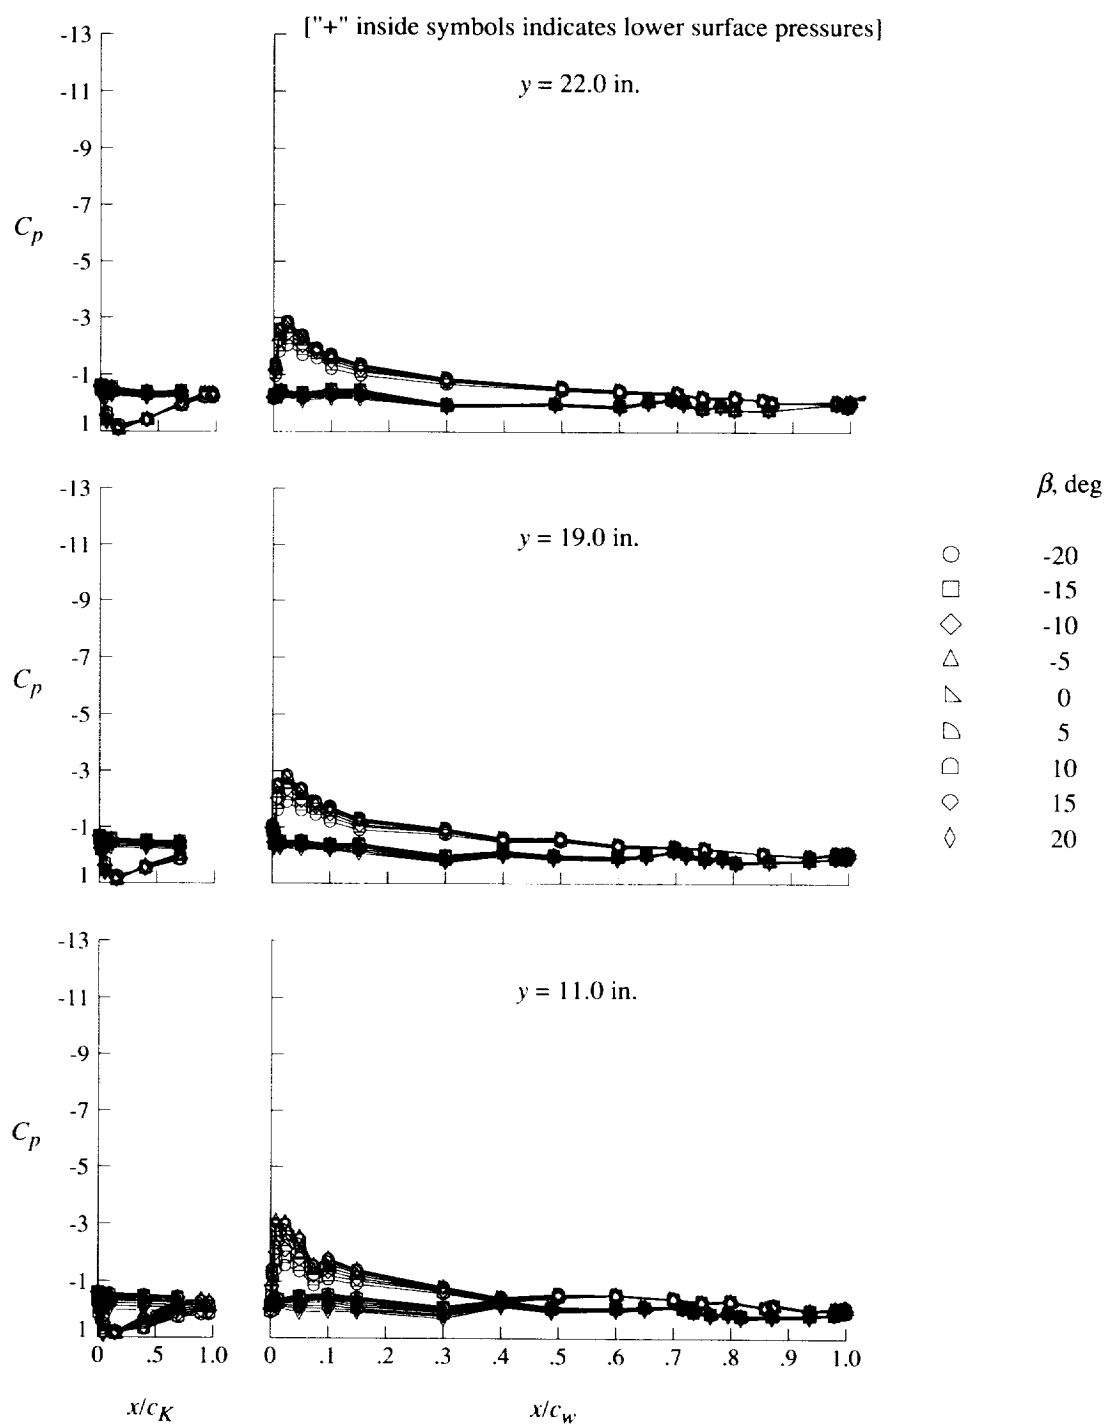 ["+" inside symbols indicates lower surface pressures]
y = 22.0 in.
-13
-11
-9
-7
-5
-3
-1
1
C_p
y = 19.0 in.
-13
-11
-9
-7
-5
-3
-1
1
C_p
β, deg
-20
-15
-10
-5
0
5
10
15
20
y = 11.0 in.
-13
-11
-9
-7
-5
-3
-1
1
C_p
0 .5 1.0
x/c_K
0 .1 .2 .3 .4 .5 .6 .7 .8 .9 1.0
x/c_w